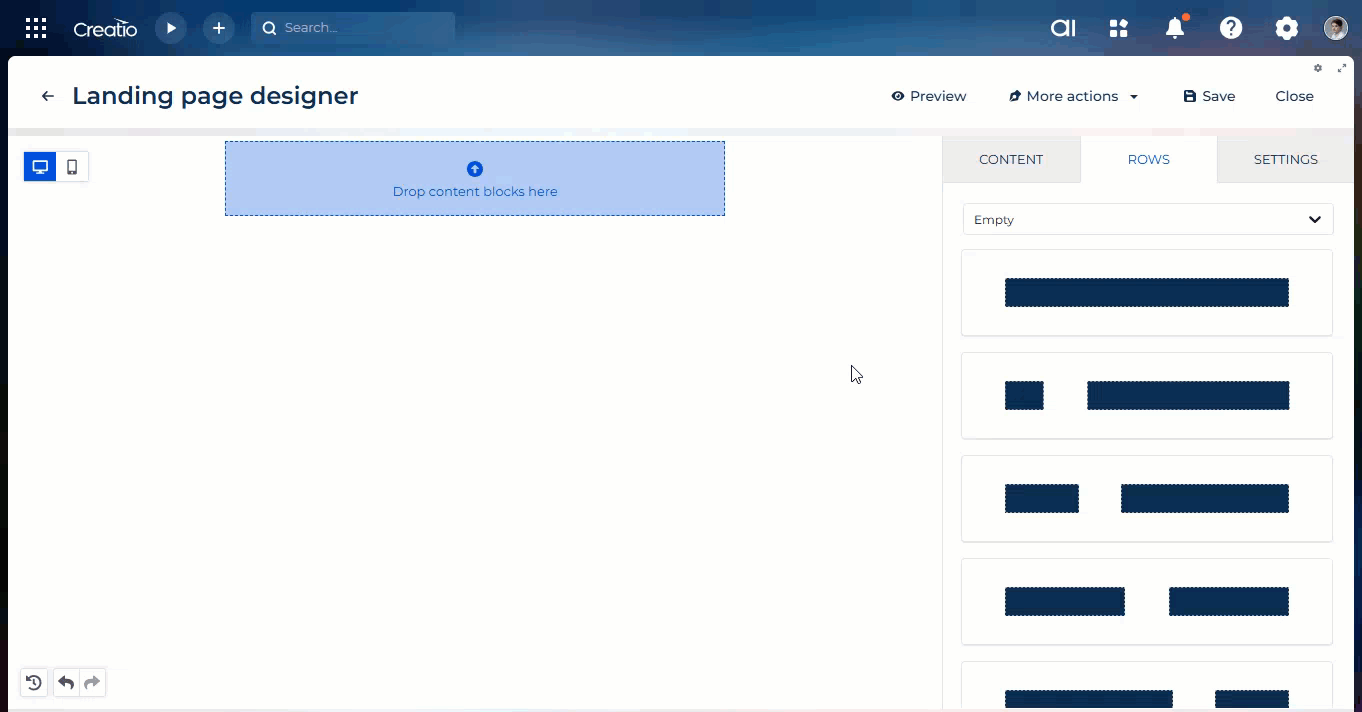 Creatio
Search...
Landing page designer
Preview
More actions
Save
Close
Drop content blocks here
CONTENT
ROWS
SETTINGS
Empty